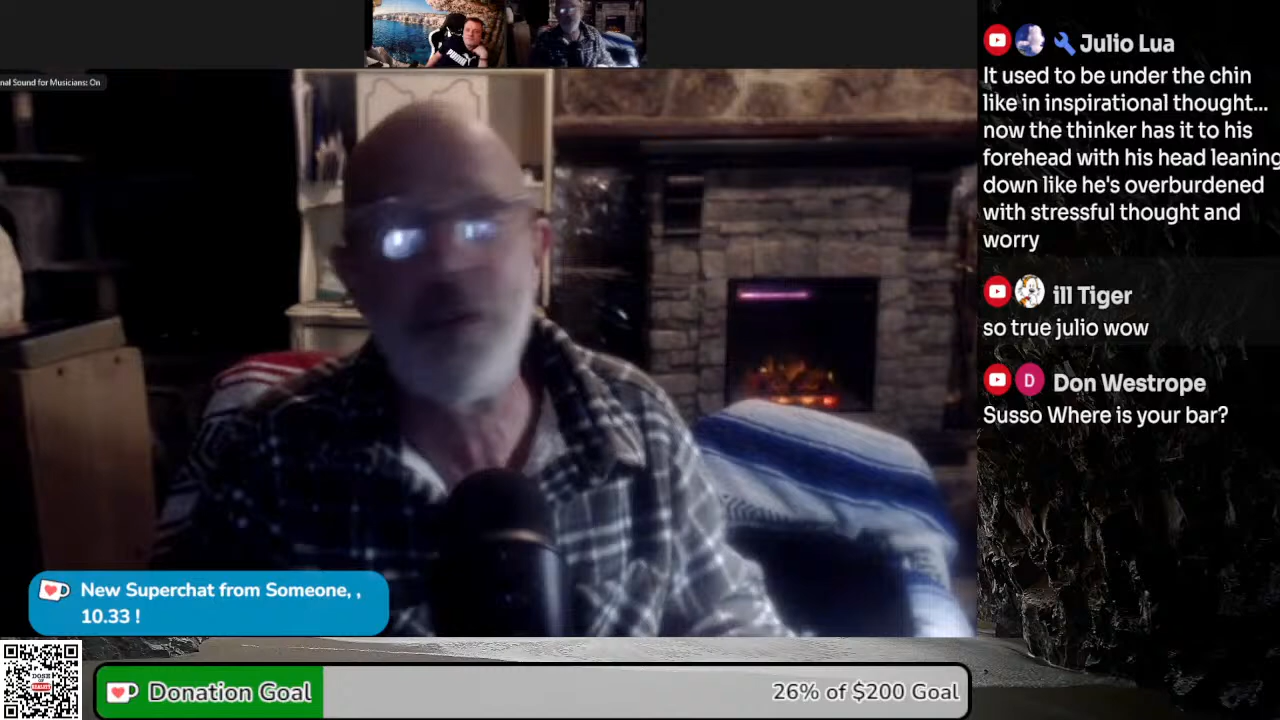 nal Sound for Musicians: On
Julio Lua
It used to be under the chin
like in inspirational thought...
now the thinker has it to his
forehead with his head leaning
down like he's overburdened
with stressful thought and
worry
ill Tiger
so true julio wow
D
Don Westrope
Susso Where is your bar?
New Superchat from Someone, ,
10.33 !
DOSE
Donation Goal
26% of $200 Goal